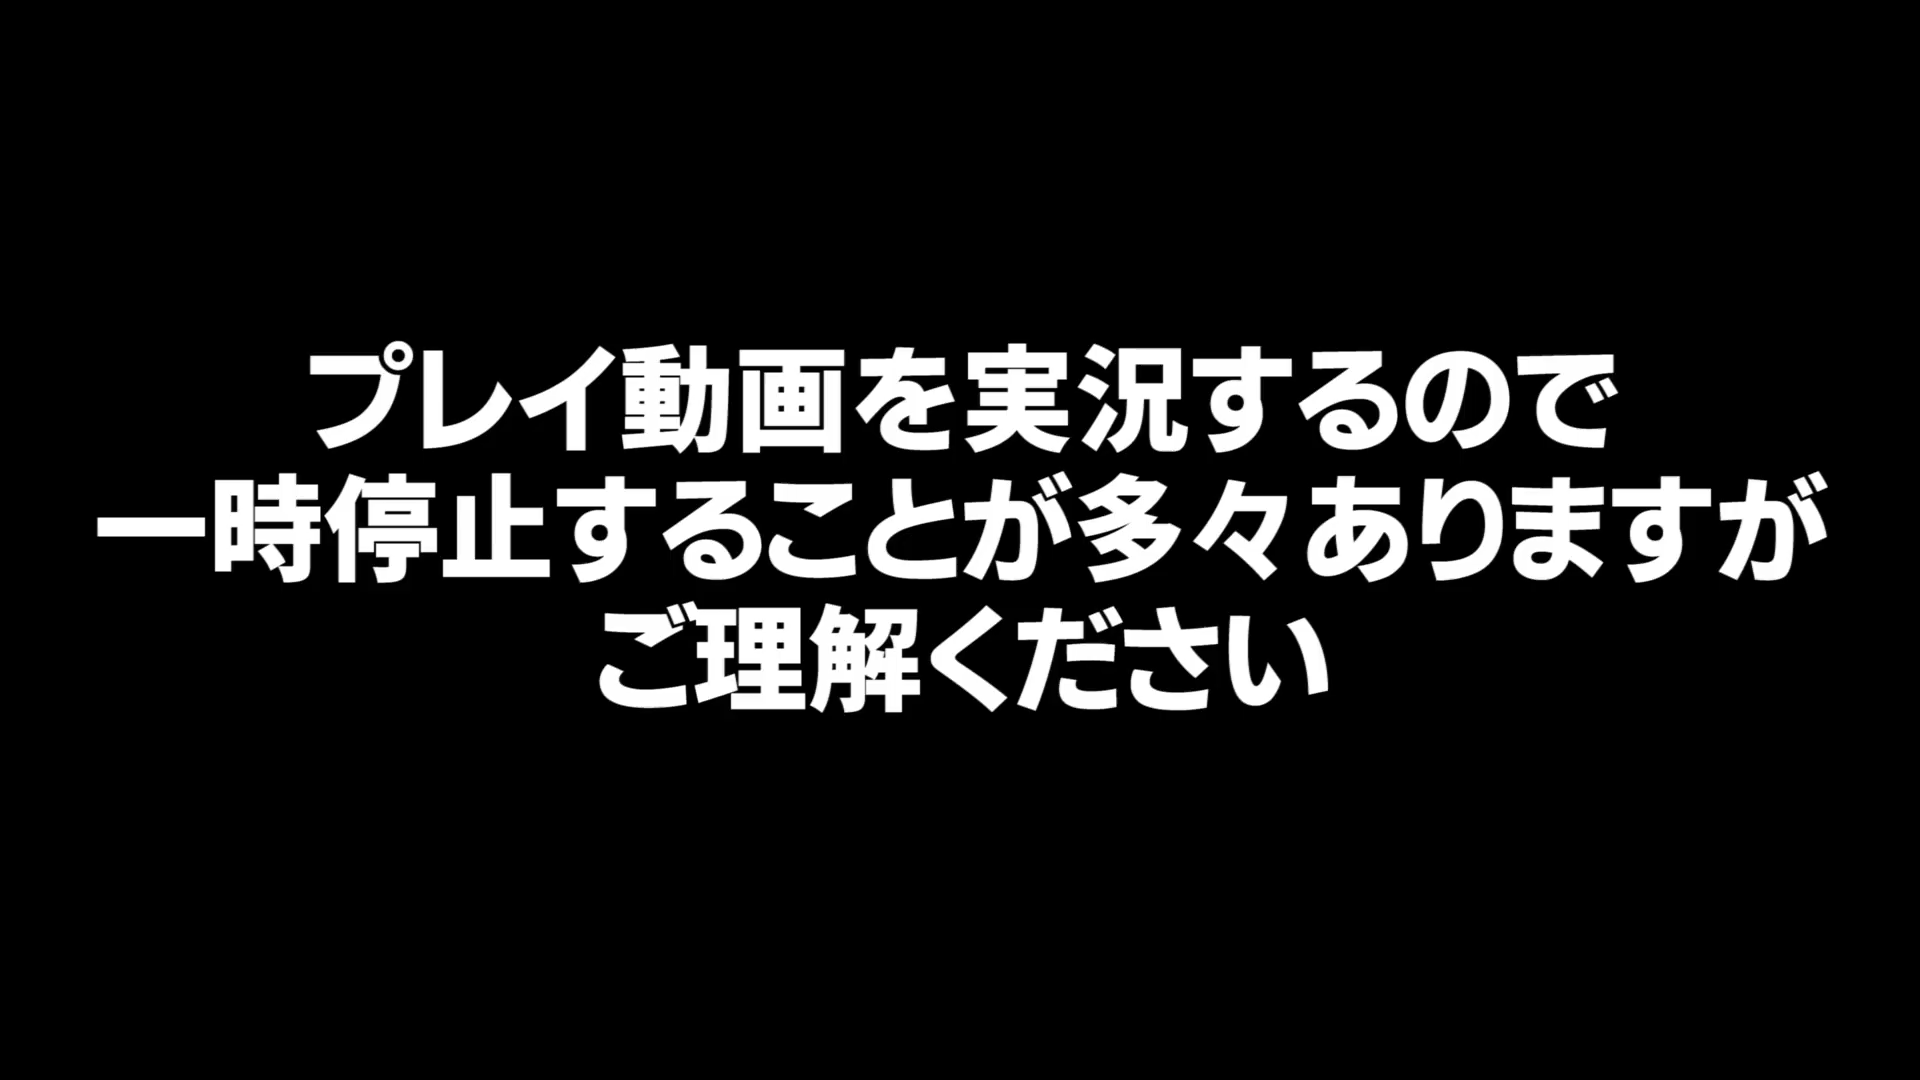 プレイ動画を実況するので
一時停止することが多々ありますが
ご理解ください